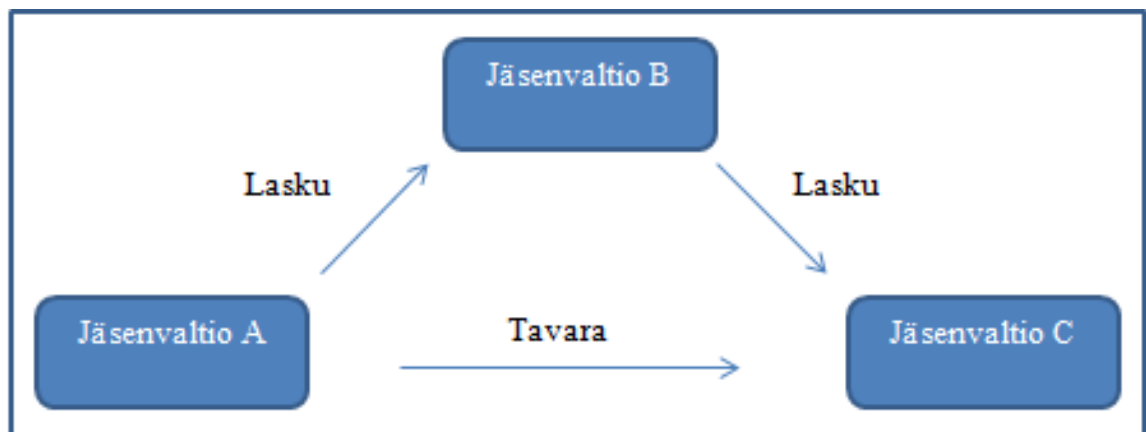 Jäsenvaltio B
Lasku
Lasku
Jäsenvaltio A
Tavara
Jäsenvaltio C